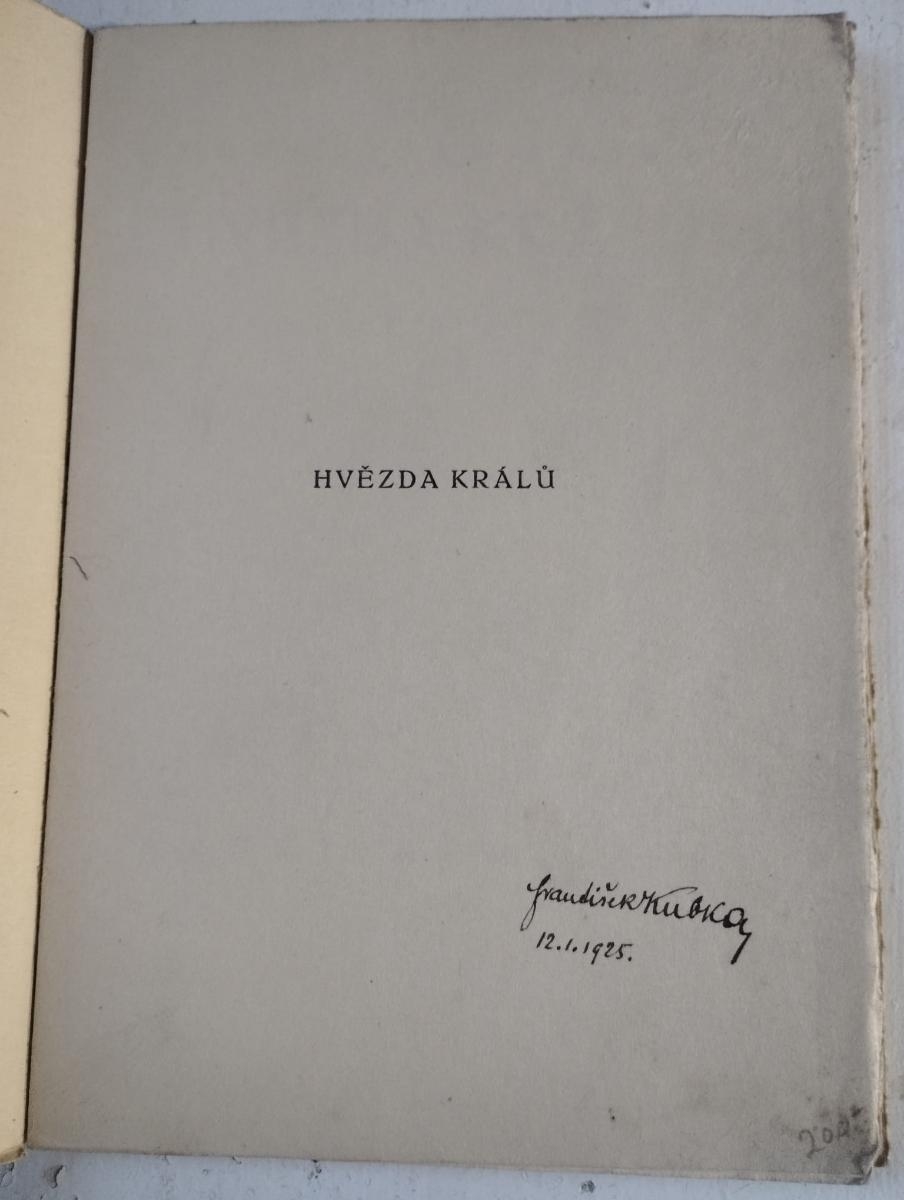 HVĚZDA KRÁLŮ
František Kubka
12.1.1925.